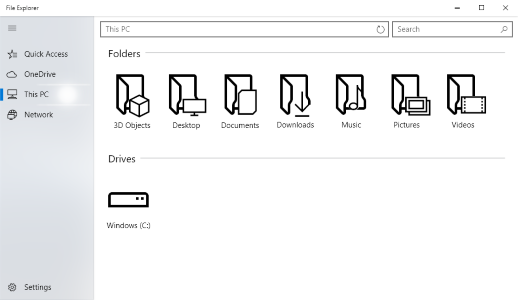 File Explorer
This PC
Search
Quick Access
OneDrive
This PC
Network
Settings
Folders
3D Objects
Desktop
Documents
Downloads
Music
Pictures
Videos
Drives
Windows (C:)